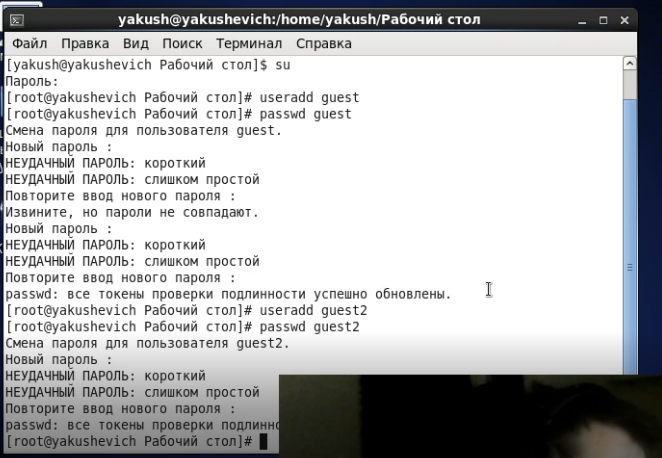 yakush@yakushevich:/home/yakush/Рабочий стол
Файл Правка Вид Поиск Терминал Справка
[yakush@yakushevich Рабочий стол]$ su
Пароль:
[root@yakushevich Рабочий стол]# useradd guest
[root@yakushevich Рабочий стол]# passwd guest
Смена пароля для пользователя guest.
Новый пароль :
НЕУДАЧНЫЙ ПАРОЛЬ: короткий
НЕУДАЧНЫЙ ПАРОЛЬ: слишком простой
Повторите ввод нового пароля :
Извините, но пароли не совпадают.
Новый пароль :
НЕУДАЧНЫЙ ПАРОЛЬ: короткий
НЕУДАЧНЫЙ ПАРОЛЬ: слишком простой
Повторите ввод нового пароля :
passwd: все токены проверки подлинности успешно обновлены.
[root@yakushevich Рабочий стол]# useradd guest2
[root@yakushevich Рабочий стол]# passwd guest2
Смена пароля для пользователя guest2.
Новый пароль :
НЕУДАЧНЫЙ ПАРОЛЬ: короткий
НЕУДАЧНЫЙ ПАРОЛЬ: слишком простой
Повторите ввод нового пароля :
passwd: все токены проверки
[root@yakushevich Рабочий стол]#